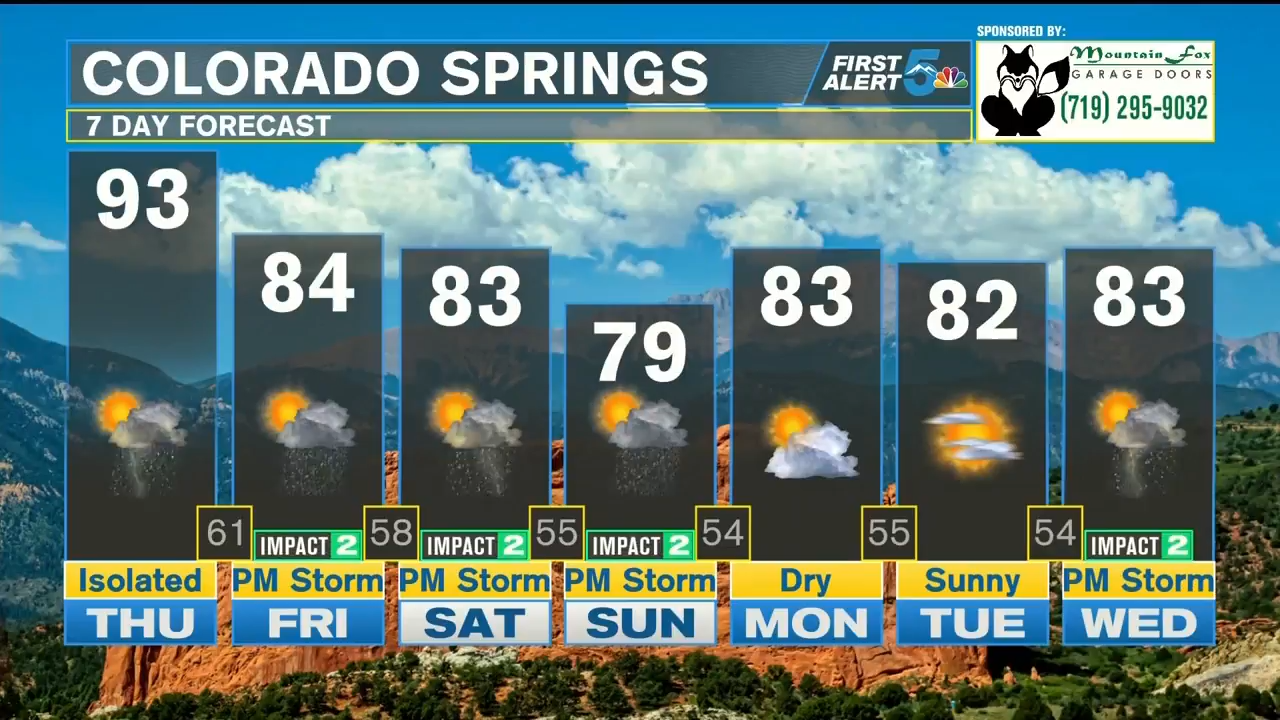 SPONSORED BY:
COLORADO SPRINGS
FIRST
ALERT 5
Mountain Fox
GARAGE DOORS
(719) 295-9032
7 DAY FORECAST
93
84
83
79
83
82
83
61
58
55
54
55
54
IMPACT 2
IMPACT 2
IMPACT 2
IMPACT 2
Isolated
PM Storm
PM Storm
PM Storm
Dry
Sunny
PM Storm
THU
FRI
SAT
SUN
MON
TUE
WED